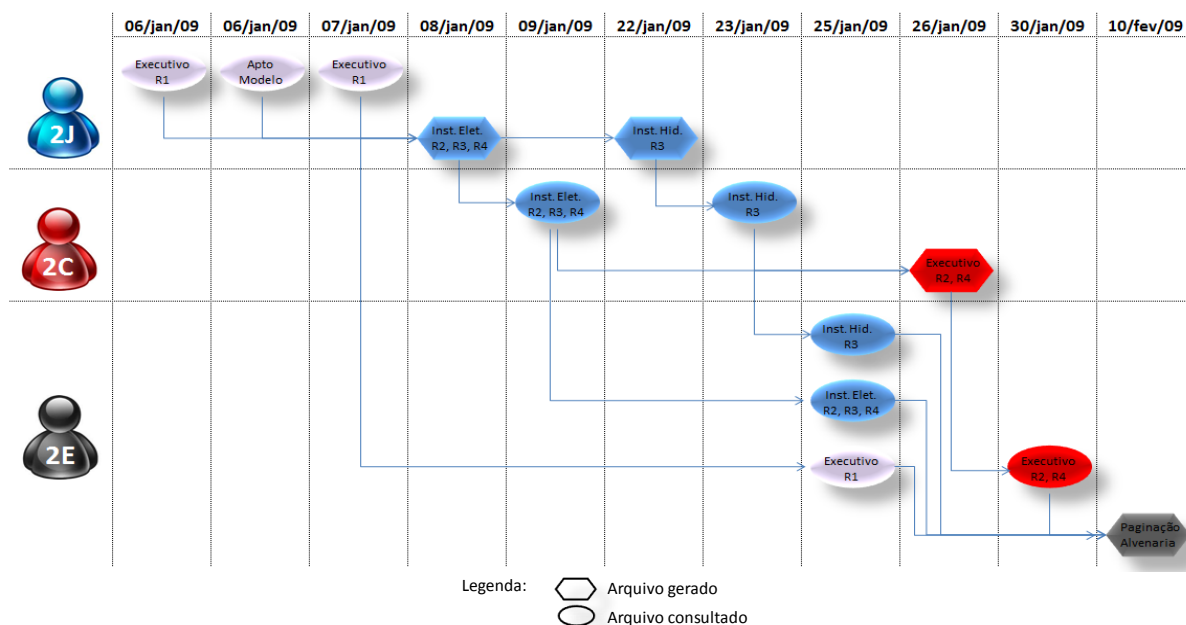 06/jan/09 06/jan/09 07/jan/09 08/jan/09 09/jan/09 22/jan/09 23/jan/09 25/jan/09 26/jan/09 30/jan/09 10/fev/09
Executivo
R1
Apto
Modelo
Executivo
R1
2J
Inst. Elet.
R2, R3, R4
Inst. Hid.
R3
Inst. Elet.
R2, R3, R4
Inst. Hid.
R3
2C
Executivo
R2, R4
Inst. Hid.
R3
Inst. Elet.
R2, R3, R4
2E
Executivo
R1
Executivo
R2, R4
Paginação
Alvenaria
Legenda:
Arquivo gerado
Arquivo consultado